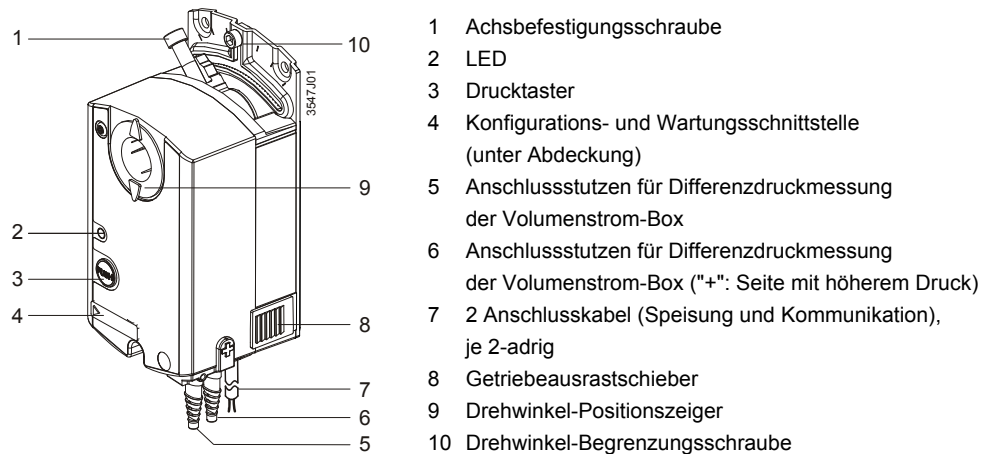 1
10
3547J01
9
2
3
4
8
7
6
5
1 Achsbefestigungsschraube
2 LED
3 Drucktaster
4 Konfigurations- und Wartungsschnittstelle
(unter Abdeckung)
5 Anschlussstutzen für Differenzdruckmessung
der Volumenstrom-Box
6 Anschlussstutzen für Differenzdruckmessung
der Volumenstrom-Box ("+": Seite mit höherem Druck)
7 2 Anschlusskabel (Speisung und Kommunikation),
je 2-adrig
8 Getriebeausrastschieber
9 Drehwinkel-Positionszeiger
10 Drehwinkel-Begrenzungsschraube